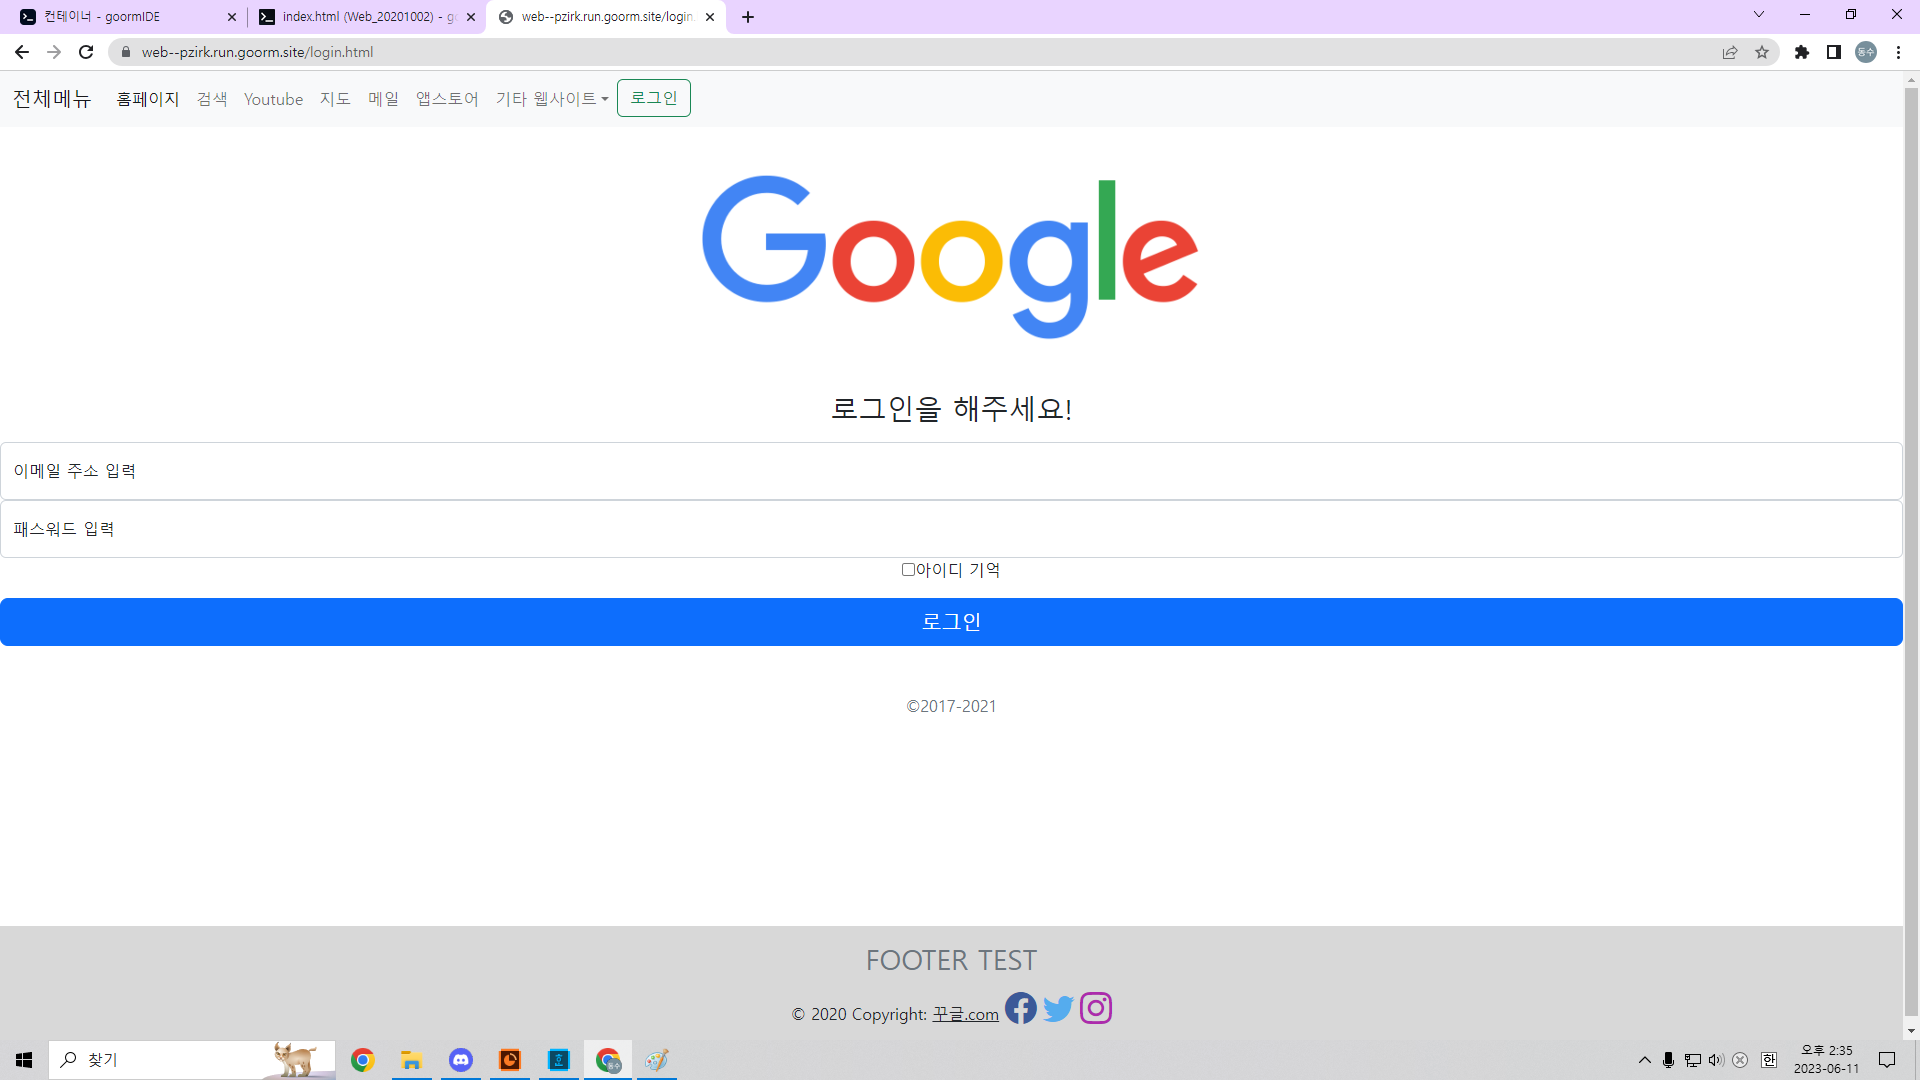 컨테이너 - goormIDE
index.html (Web_20201002) - go
web--pzirk.run.goorm.site/login.
web--pzirk.run.goorm.site/login.html
동수
전체메뉴 홈페이지 검색 Youtube 지도 메일 앱스토어 기타 웹사이트 로그인
Google
로그인을 해주세요!
이메일 주소 입력
패스워드 입력
아이디 기억
로그인
©2017-2021
FOOTER TEST
© 2020 Copyright: 꾸글.com
찾기
한
오후 2:35
2023-06-11